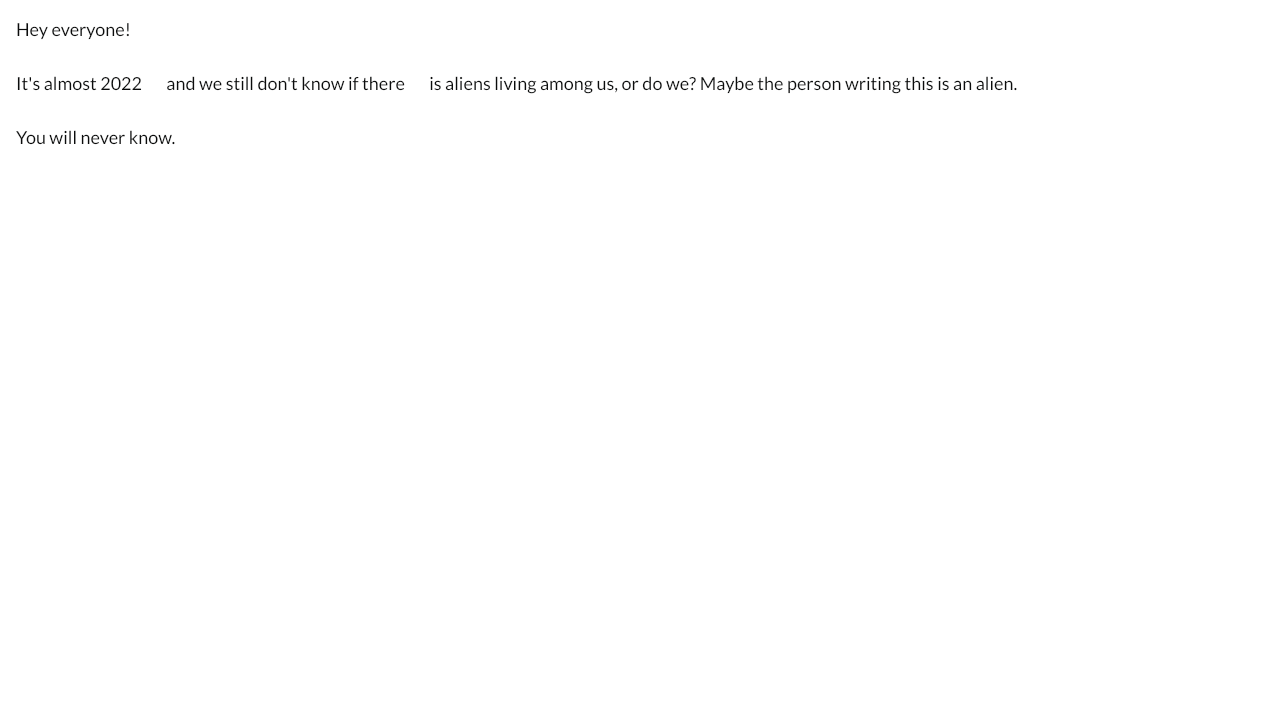 Hey everyone!
It's almost 2022 and we still don't know if there is aliens living among us, or do we? Maybe the person writing this is an alien.
You will never know.